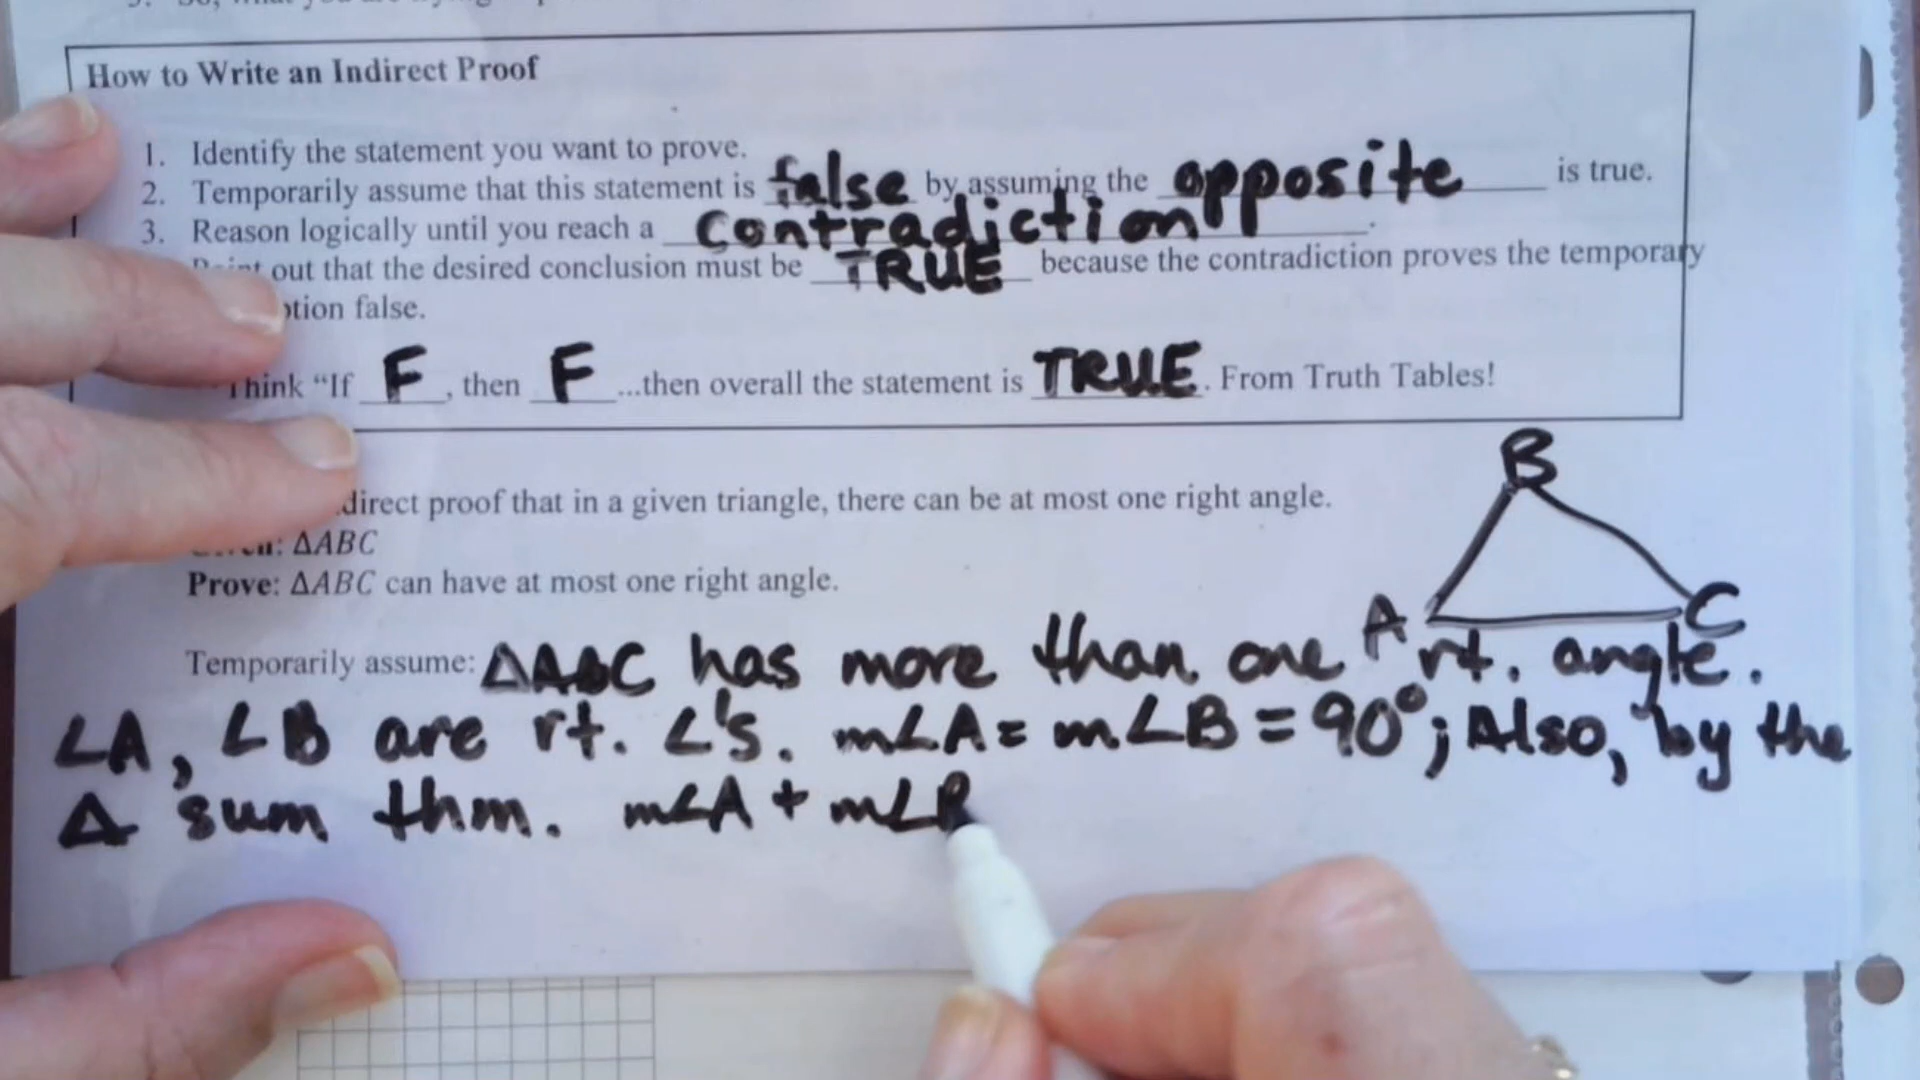 How to Write an Indirect Proof
1. Identify the statement you want to prove.
2. Temporarily assume that this statement is false by assuming the opposite is true.
3. Reason logically until you reach a contradiction.
out that the desired conclusion must be TRUE because the contradiction proves the temporary
tion false.
Think “If F, then F ...then overall the statement is TRUE. From Truth Tables!
B
direct proof that in a given triangle, there can be at most one right angle.
: ΔABC
Prove: ΔABC can have at most one right angle.
A C
Temporarily assume: ΔABC has more than one rt. angle.
∠A, ∠B are rt. ∠'s. m∠A = m∠B = 90°; Also, by the
Δ sum thm. m∠A + m∠B